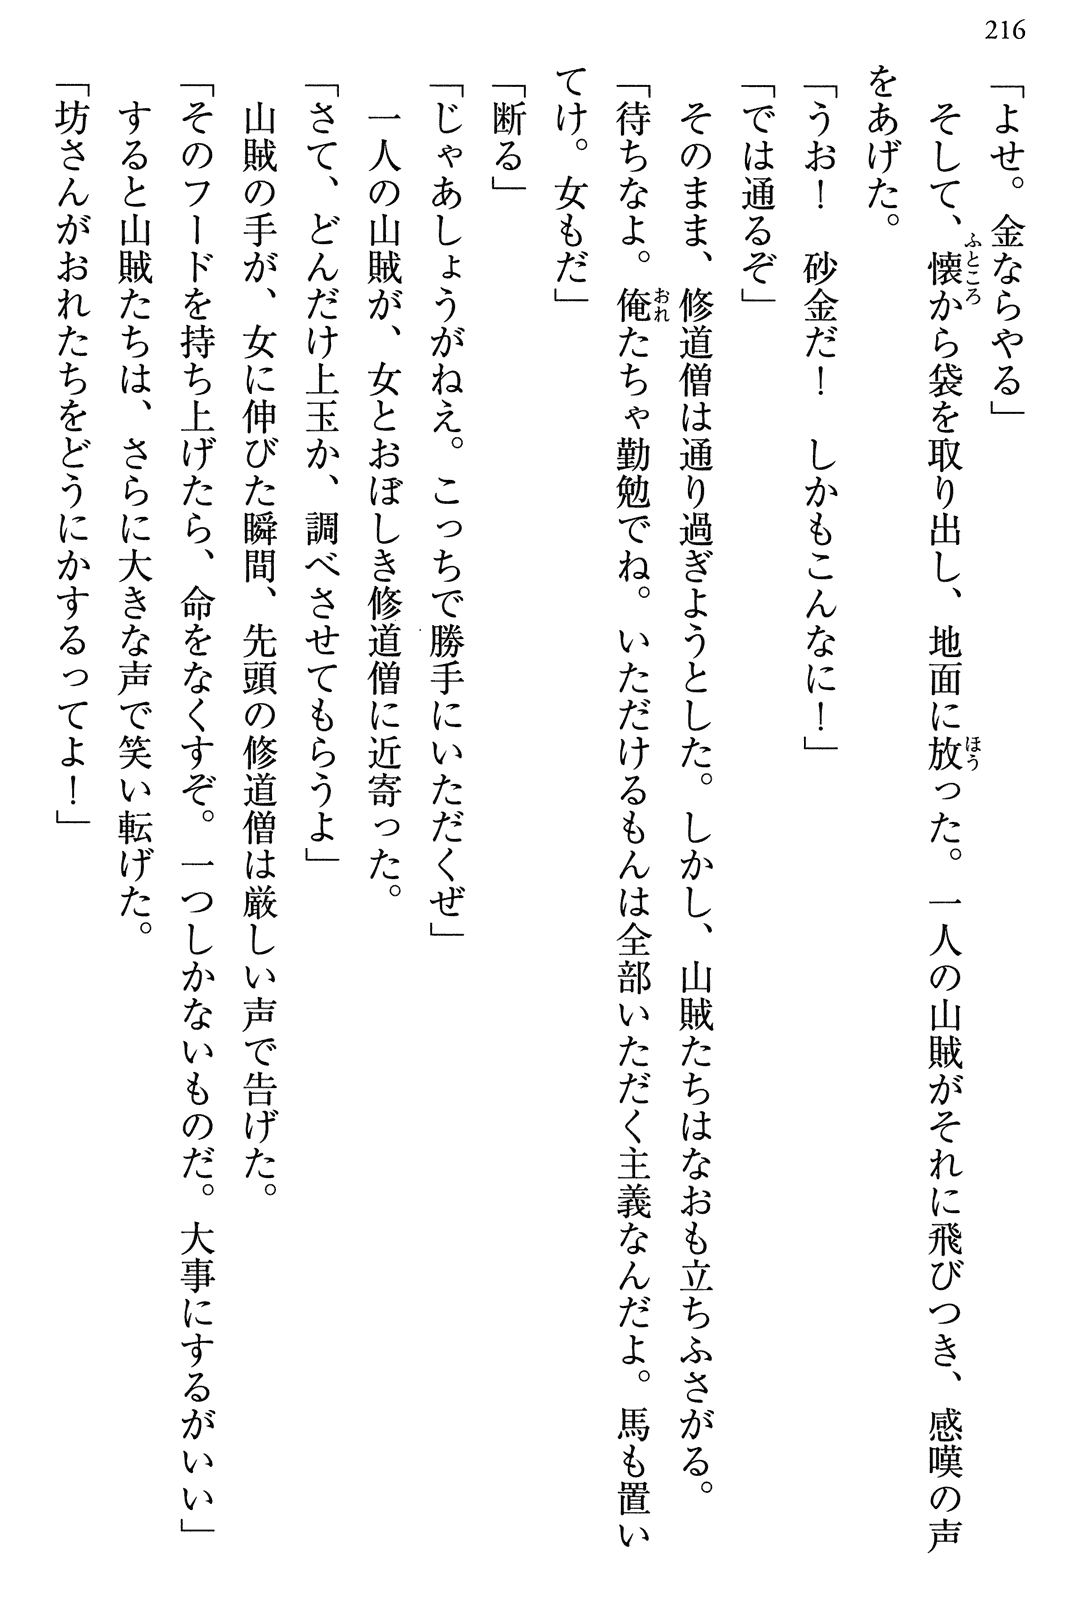 216
「よせ。金ならやる」
　そして、懐から袋を取り出し、地面に放った。一人の山賊がそれに飛びつき、感嘆の声
をあげた。
「うお！　砂金だ！　しかもこんなに！」
「では通るぞ」
　そのまま、修道僧は通り過ぎようとした。しかし、山賊たちはなおも立ちふさがる。
「待ちなよ。俺たちゃ勤勉でね。いただけるもんは全部いただく主義なんだよ。馬も置い
てけ。女もだ」
「断る」
「じゃあしょうがねえ。こっちで勝手にいただくぜ」
　一人の山賊が、女とおぼしき修道僧に近寄った。
「さて、どんだけ上玉か、調べさせてもらうよ」
　山賊の手が、女に伸びた瞬間、先頭の修道僧は厳しい声で告げた。
「そのフードを持ち上げたら、命をなくすぞ。一つしかないものだ。大事にするがいい」
　すると山賊たちは、さらに大きな声で笑い転げた。
「坊さんがおれたちをどうにかするってよ！」